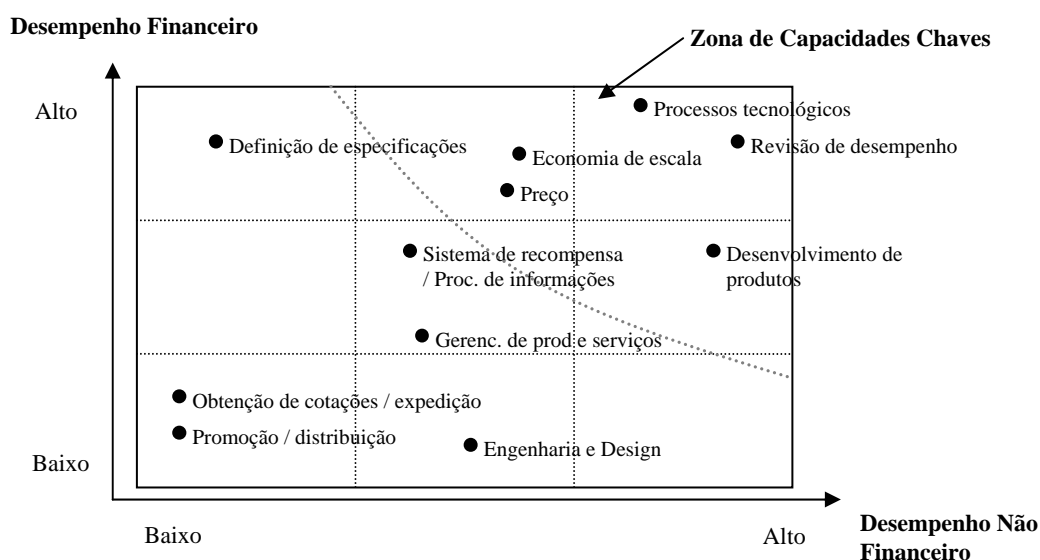 Desempenho Financeiro
Zona de Capacidades Chaves
Alto
Processos tecnológicos
Definição de especificações
Economia de escala
Revisão de desempenho
Preço
Sistema de recompensa
/ Proc. de informações
Desenvolvimento de
produtos
Gerenc. de prod e serviços
Obtenção de cotações / expedição
Promoção / distribuição
Engenharia e Design
Baixo
Baixo
Alto
Desempenho Não
Financeiro